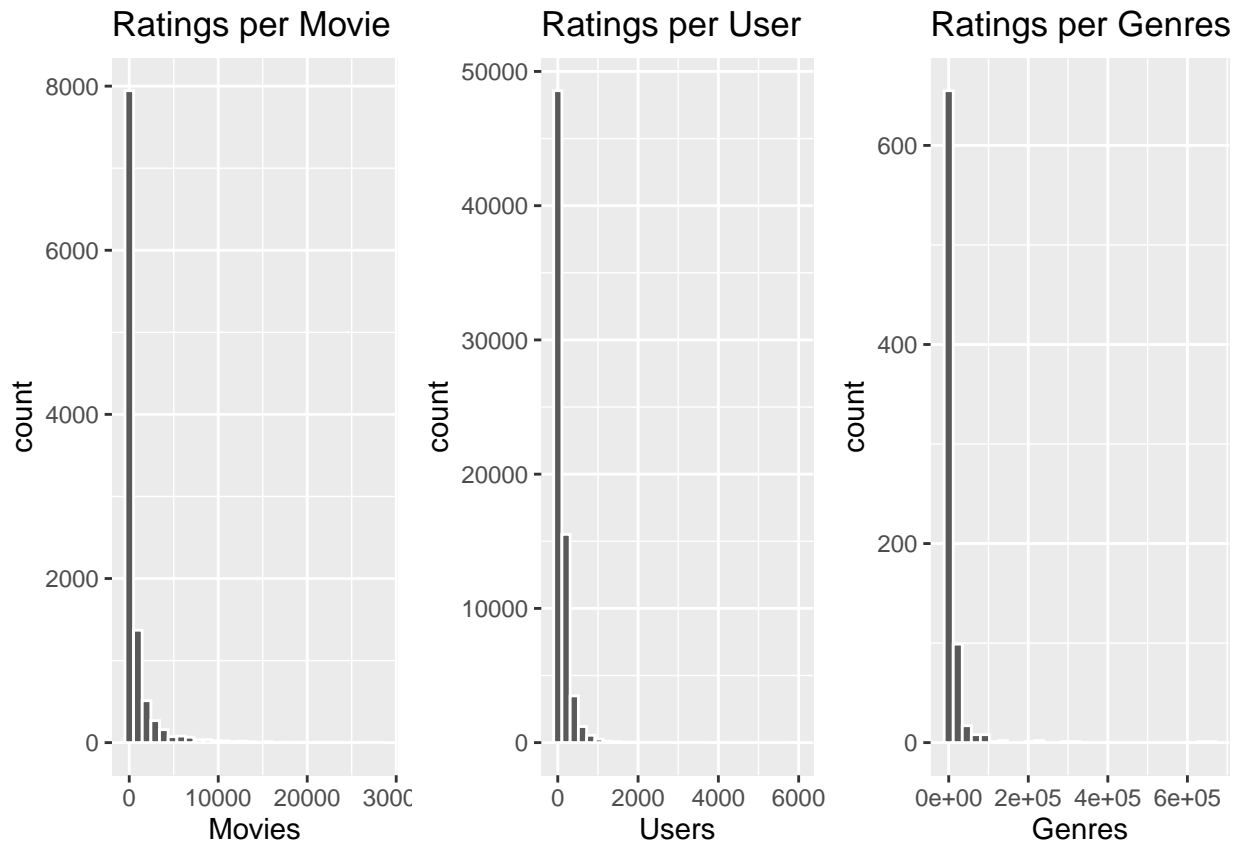 Ratings per Movie
8000
6000
4000
2000
0
count
0 10000 20000 3000
Movies
Ratings per User
50000
40000
30000
20000
10000
0
count
0 2000 4000 6000
Users
Ratings per Genres
600
400
200
0
count
0e+00 2e+05 4e+05 6e+05
Genres